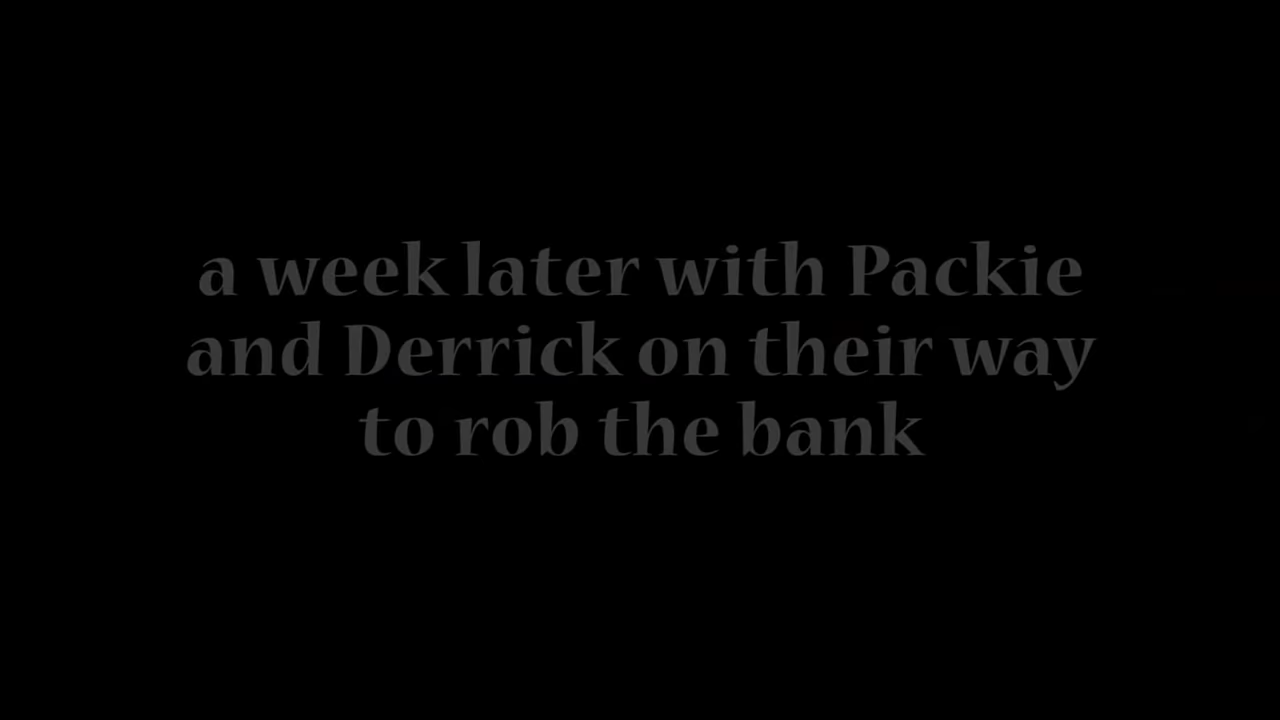 a week later with Packie
and Derrick on their way
to rob the bank